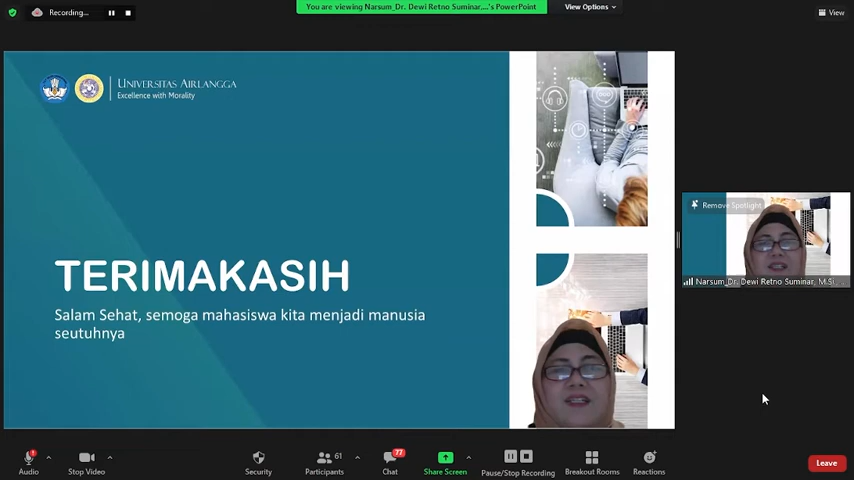 Recording...
You are viewing Narsum_Dr. Dewi Retno Suminar,...'s PowerPoint
View Options
View
UNIVERSITAS AIRLANGGA
Excellence with Morality
TERIMAKASIH
Salam Sehat, semoga mahasiswa kita menjadi manusia
seutuhnya
Remove Spotlight
Narsum_Dr. Dewi Retno Suminar, M.Si., ...
Audio
Stop Video
Security
61
Participants
77
Chat
Share Screen
Pause/Stop Recording
Breakout Rooms
Reactions
Leave